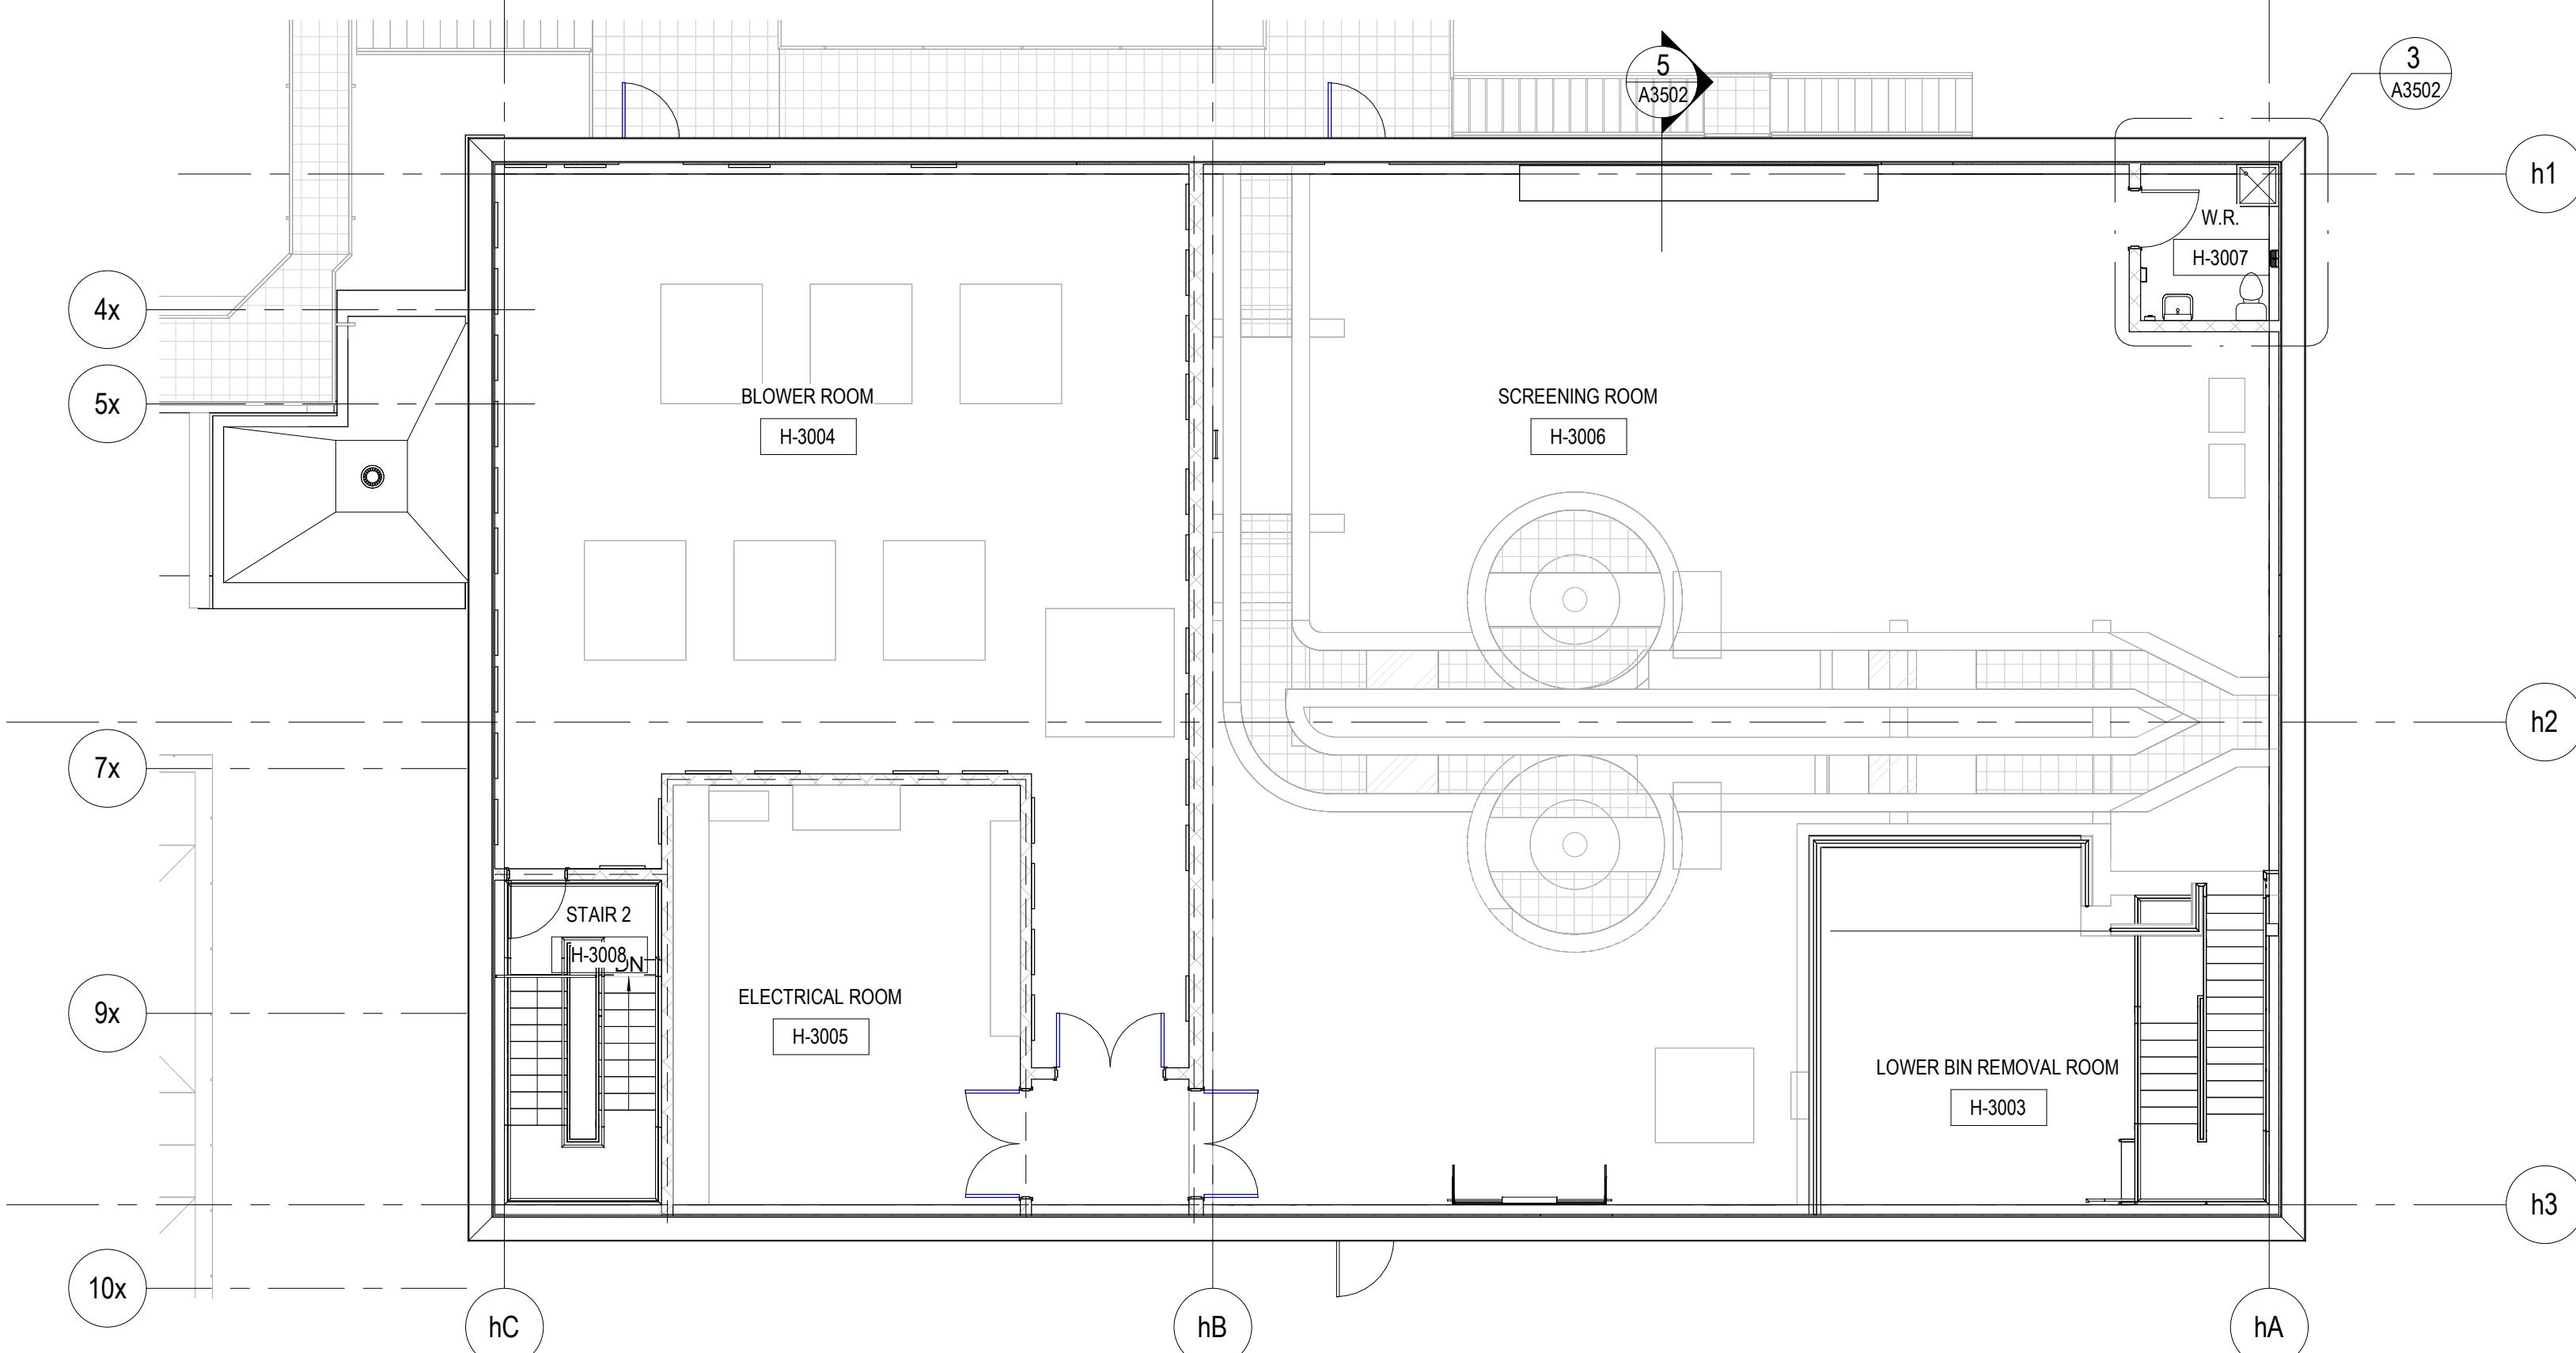 5
A3502
3
A3502
h1
W.R.
H-3007
4x
5x
BLOWER ROOM
H-3004
SCREENING ROOM
H-3006
h2
7x
STAIR 2
H-3008
DN
9x
ELECTRICAL ROOM
H-3005
LOWER BIN REMOVAL ROOM
H-3003
h3
10x
hC
hB
hA